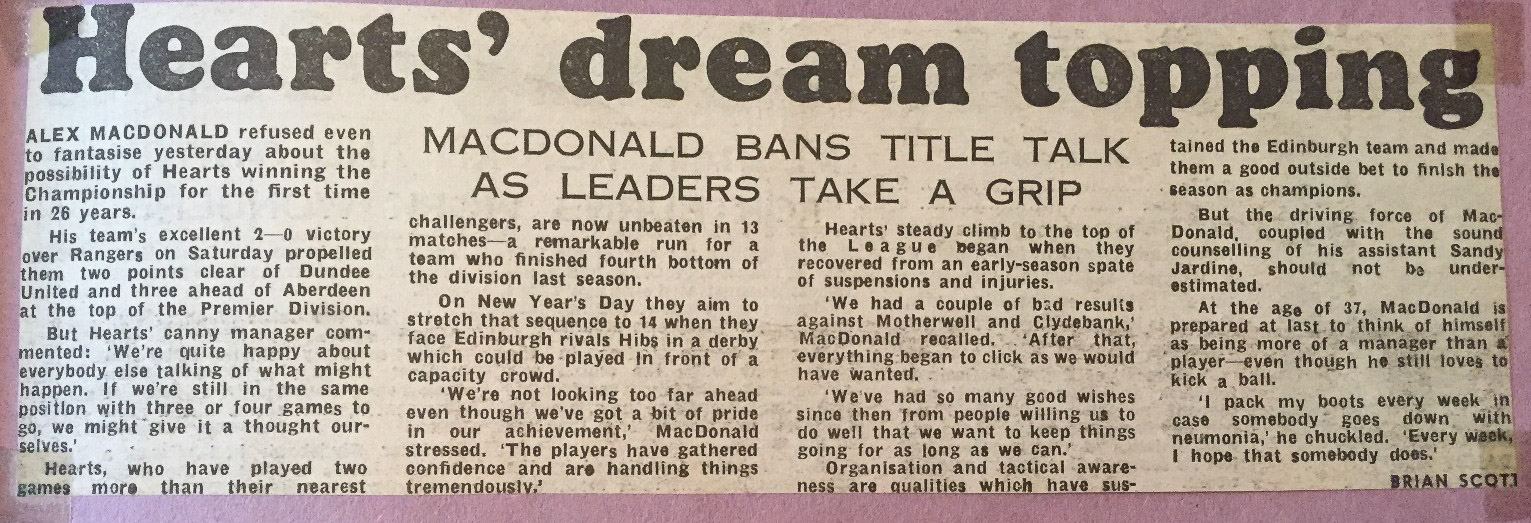 Hearts' dream topping
MACDONALD BANS TITLE TALK
AS LEADERS TAKE A GRIP
ALEX MACDONALD refused even
to fantasise yesterday about the
possibility of Hearts winning the
Championship for the first time
in 26 years.
His team's excellent 2—0 victory
over Rangers on Saturday propelled
them two points clear of Dundee
United and three ahead of Aberdeen
at the top of the Premier Division.
But Hearts' canny manager com-
mented: 'We're quite happy about
everybody else talking of what might
happen. If we're still in the same
position with three or four games to
go, we might give it a thought our-
selves.'
Hearts, who have played two
games more than their nearest
challengers, are now unbeaten in 13
matches—a remarkable run for a
team who finished fourth bottom of
the division last season.
On New Year's Day they aim to
stretch that sequence to 14 when they
face Edinburgh rivals Hibs in a derby
which could be played in front of a
capacity crowd.
'We're not looking too far ahead
even though we've got a bit of pride
in our achievement,' MacDonald
stressed. 'The players have gathered
confidence and are handling things
tremendously.'
Hearts' steady climb to the top of
the League began when they
recovered from an early-season spate
of suspensions and injuries.
'We had a couple of bad results
against Motherwell and Clydebank,'
MacDonald recalled. 'After that,
everything began to click as we would
have wanted.
'We've had so many good wishes
since then from people willing us to
do well that we want to keep things
going for as long as we can.'
Organisation and tactical aware-
ness are qualities which have sus-
tained the Edinburgh team and made
them a good outside bet to finish the
season as champions.
But the driving force of Mac-
Donald, coupled with the sound
counselling of his assistant Sandy
Jardine, should not be under-
estimated.
At the age of 37, MacDonald is
prepared at last to think of himself
as being more of a manager than a
player—even though he still loves to
kick a ball.
'I pack my boots every week in
case somebody goes down with
neumonia,' he chuckled. 'Every week,
I hope that somebody does.'
BRIAN SCOTT